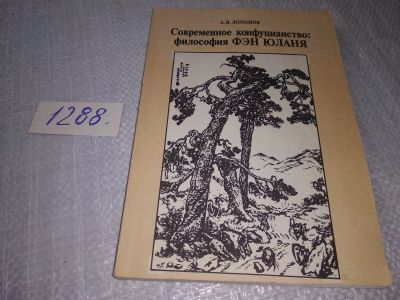 А. В. ЛОМАНОВ
Современное конфуцианство:
философия ФЭН ЮЛАНЯ
1288.